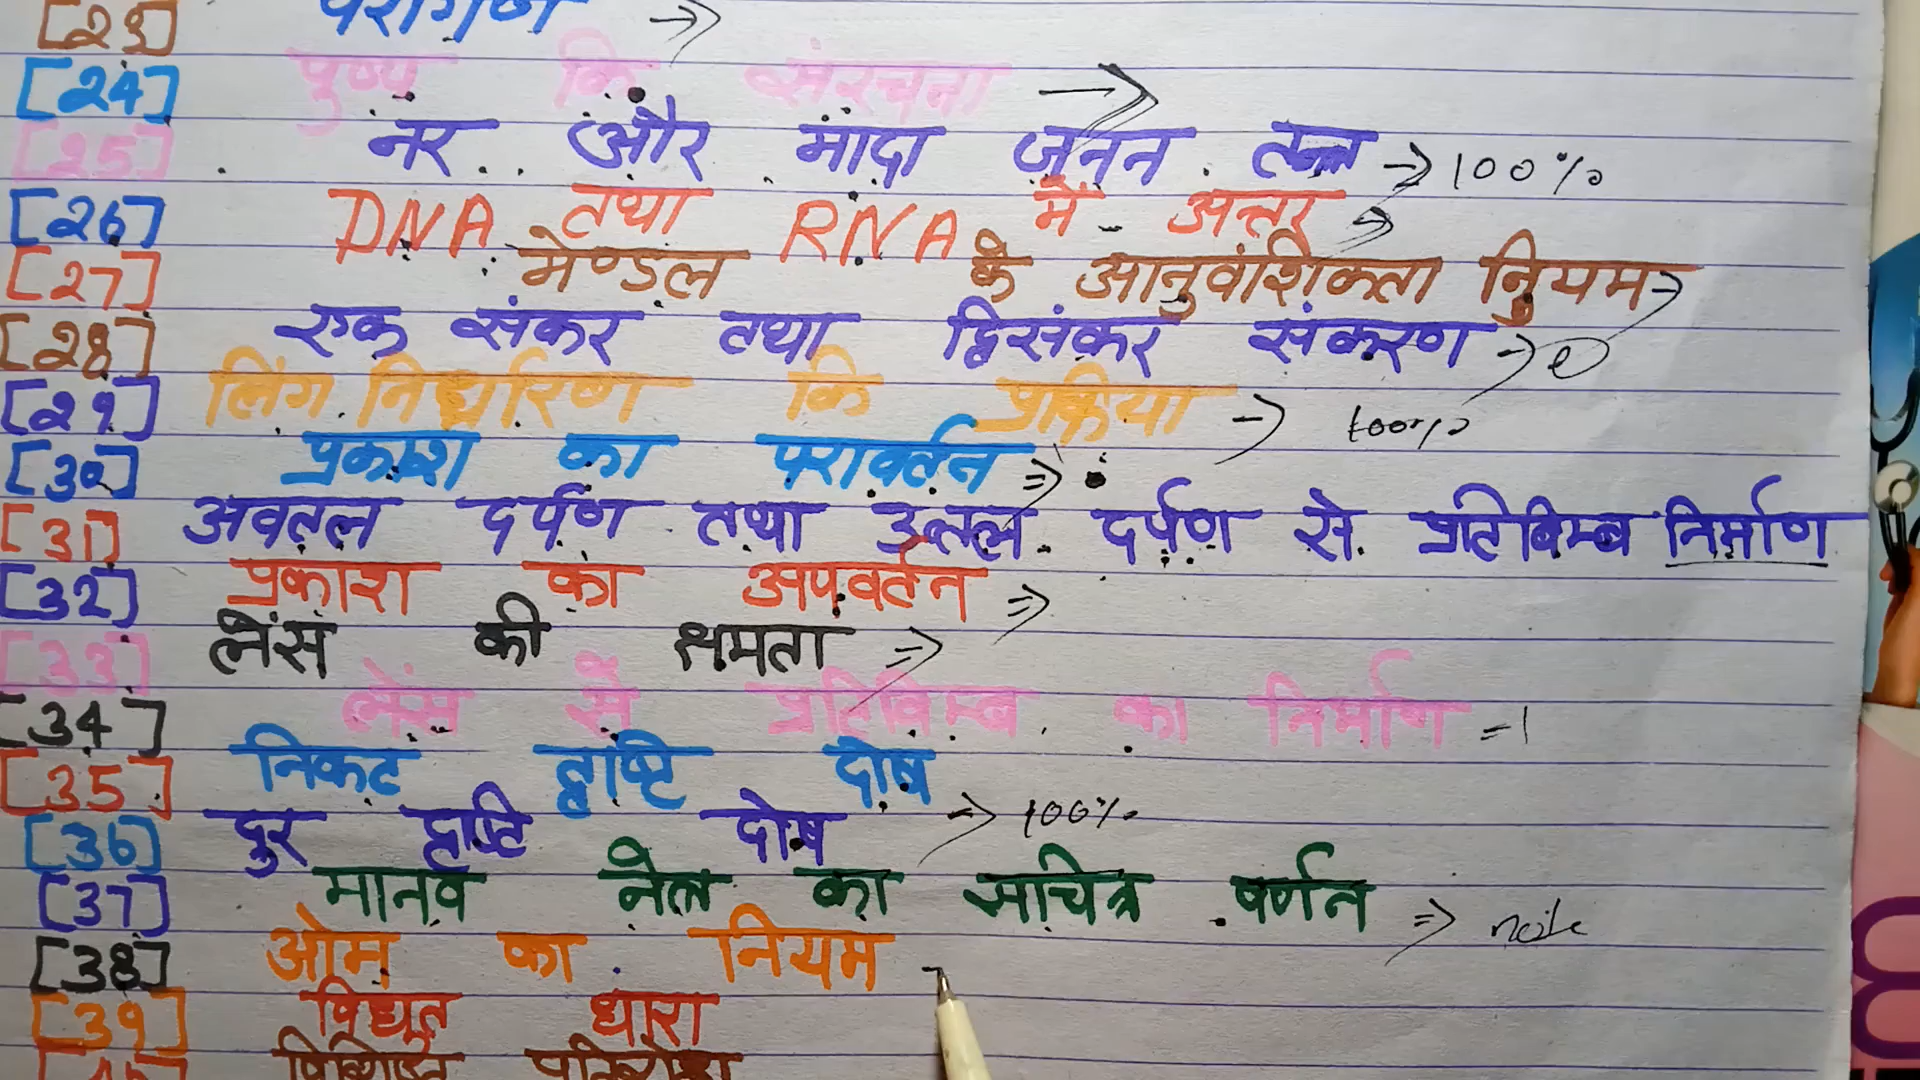 [23] परागण →
[24] पुष्प कि संरचना →
[25] नर और मादा जनन तन्त्र → 100%
[26] DNA तथा RNA में अन्तर →
[27] मेण्डल के आनुवांशिकता नियम →
[28] एक संकर तथा द्विसंकर संकरण →
[29] लिंग निर्धारण कि प्रक्रिया → 100%
[30] प्रकाश का परावर्तन ⇒
[31] अवतल दर्पण तथा उत्तल दर्पण से प्रतिबिम्ब निर्माण
[32] प्रकाश का अपवर्तन ⇒
[33] लेंस की क्षमता ⇒
[34] लेंस से प्रतिबिम्ब का निर्माण =1
[35] निकट दृष्टि दोष
[36] दुर दृष्टि दोष ⇒ 100%
[37] मानव नेत्र का सचित्र वर्णन ⇒ note
[38] ओम का नियम
[39] विधुत धारा